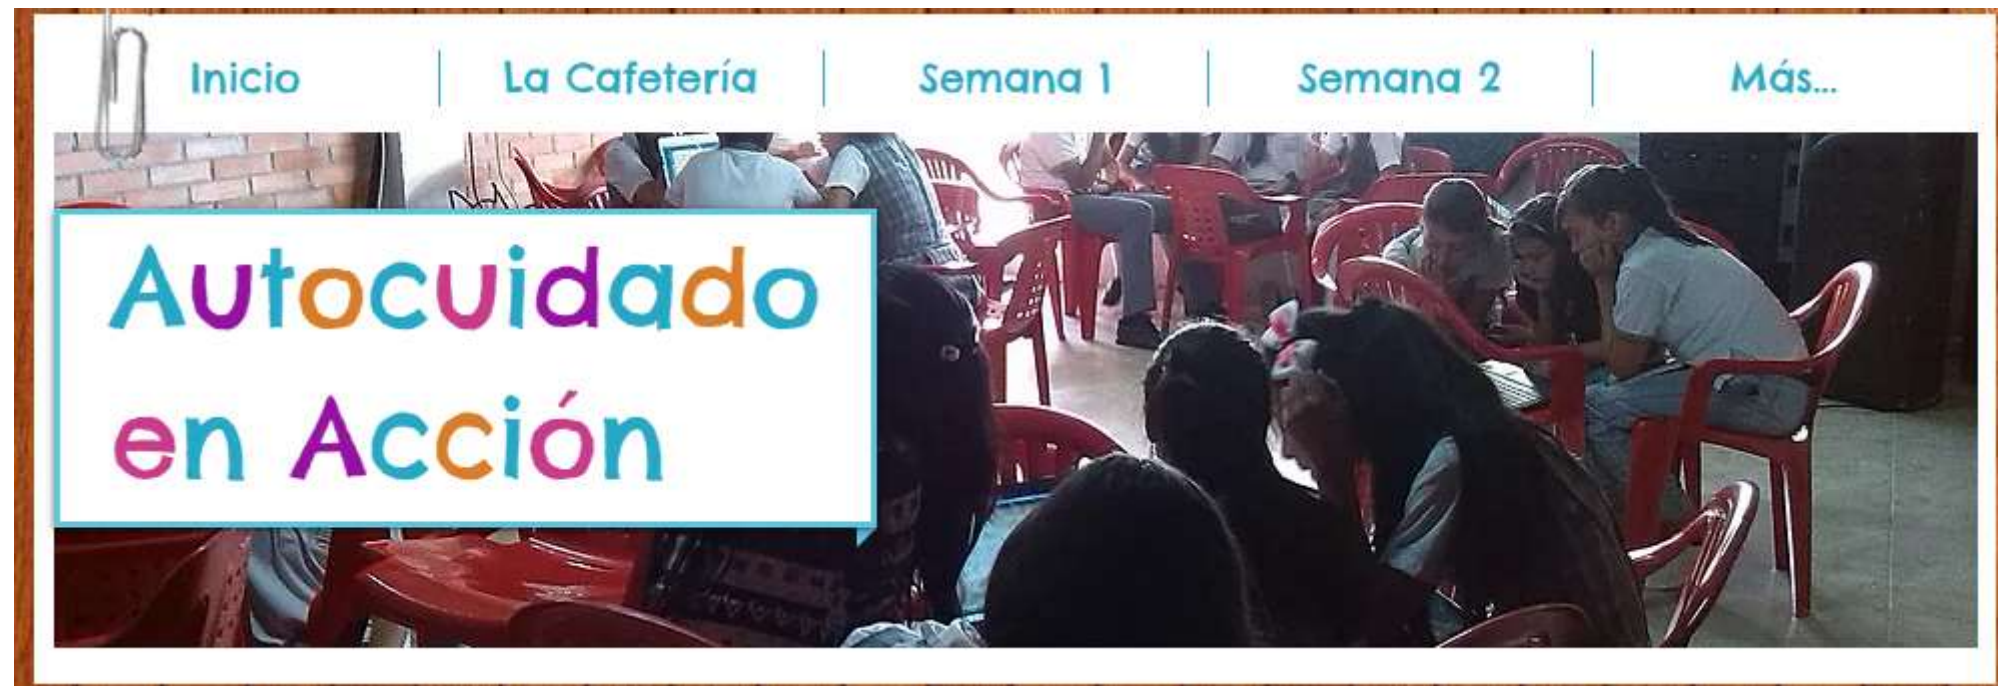 Inicio
La Cafetería
Semana 1
Semana 2
Más...
Autocuidado
en Acción